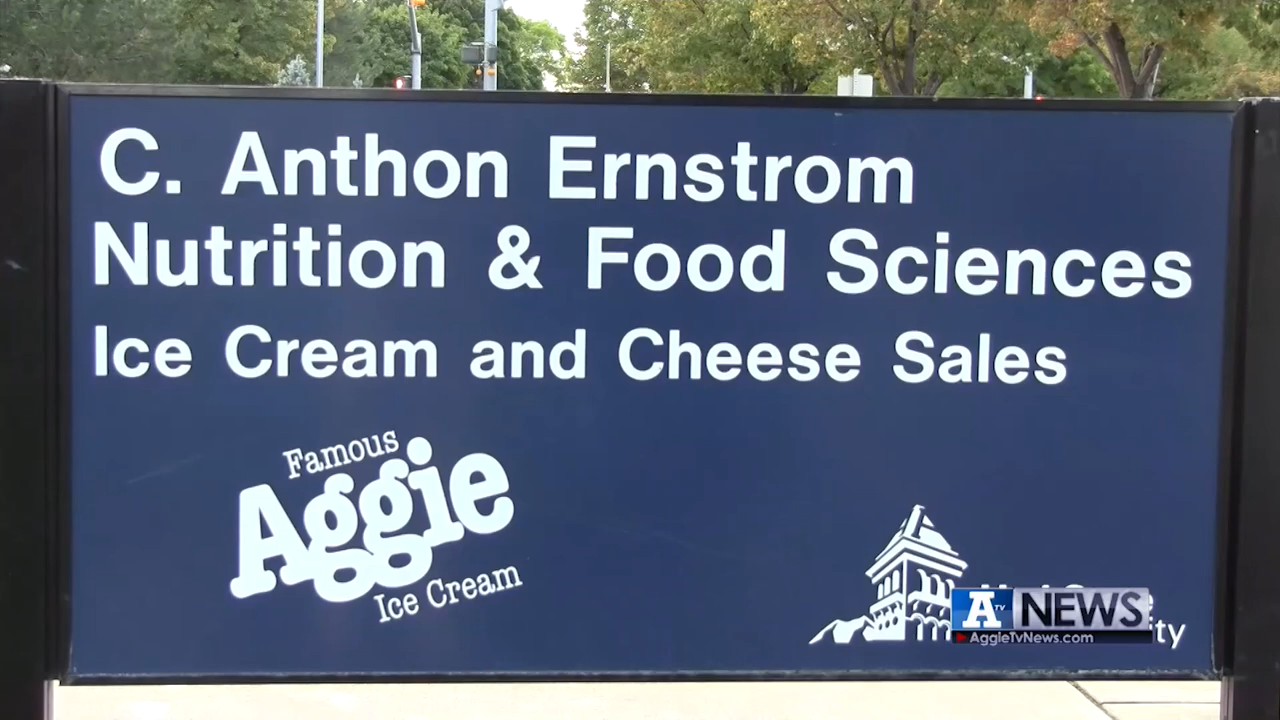 C. Anthon Ernstrom
Nutrition & Food Sciences
Ice Cream and Cheese Sales
Famous
Aggie
Ice Cream
A TV NEWS
AggieTvNews.com